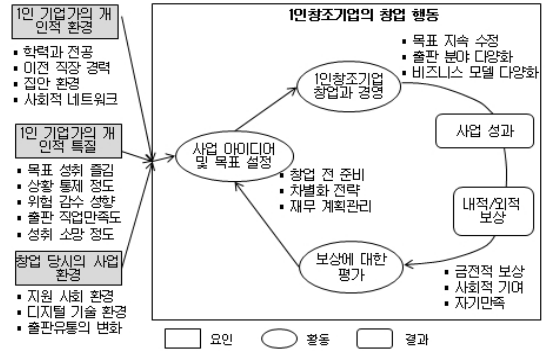 1인 기업가의 개
인적 환경
▪ 학력과 전공
▪ 이전 직장 경력
▪ 집안 환경
▪ 사회적 네트워크
1인 기업가의 개
인적 특질
▪ 목표 성취 즐김
▪ 상황 통제 정도
▪ 위험 감수 성향
▪ 출판 직업만족도
▪ 성취 소망 정도
창업 당시의 사업
환경
▪ 지원 사회 환경
▪ 디지털 기술 환경
▪ 출판유통의 변화
1인창조기업의 창업 행동
1인창조기업
창업과 경영
▪ 목표 지속 수정
▪ 출판 분야 다양화
▪ 비즈니스 모델 다양화
사업 아이디어
및 목표 설정
▪ 창업 전 준비
▪ 차별화 전략
▪ 재무 계획관리
사업 성과
내적/외적
보상
보상에 대한
평가
▪ 금전적 보상
▪ 사회적 기여
▪ 자기만족
요인
황동
결과